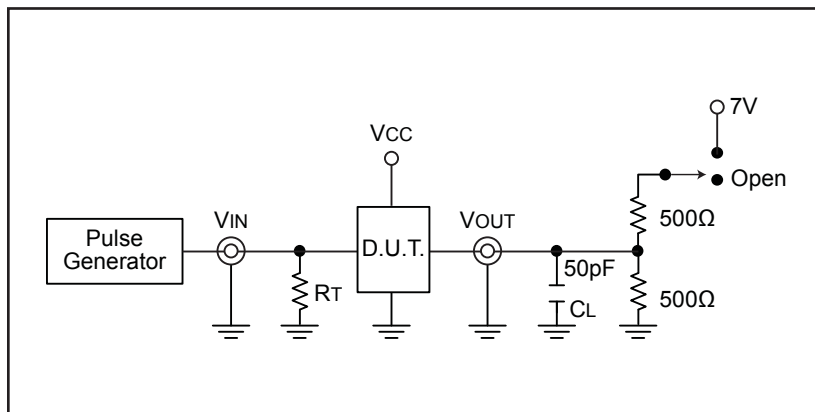 7V
VCC
Open
VIN
VOUT
500Ω
Pulse
Generator
D.U.T.
50pF
RT
CL
500Ω